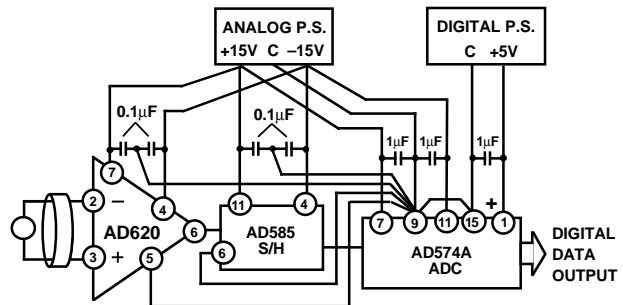 ANALOG P.S.
+15V C –15V
DIGITAL P.S.
C +5V
0.1µF
0.1µF
1µF
1µF
1µF
7
2
–
4
AD620
6
3
+
5
11
4
AD585
S/H
6
7
9
11
15
+
1
AD574A
ADC
DIGITAL
DATA
OUTPUT